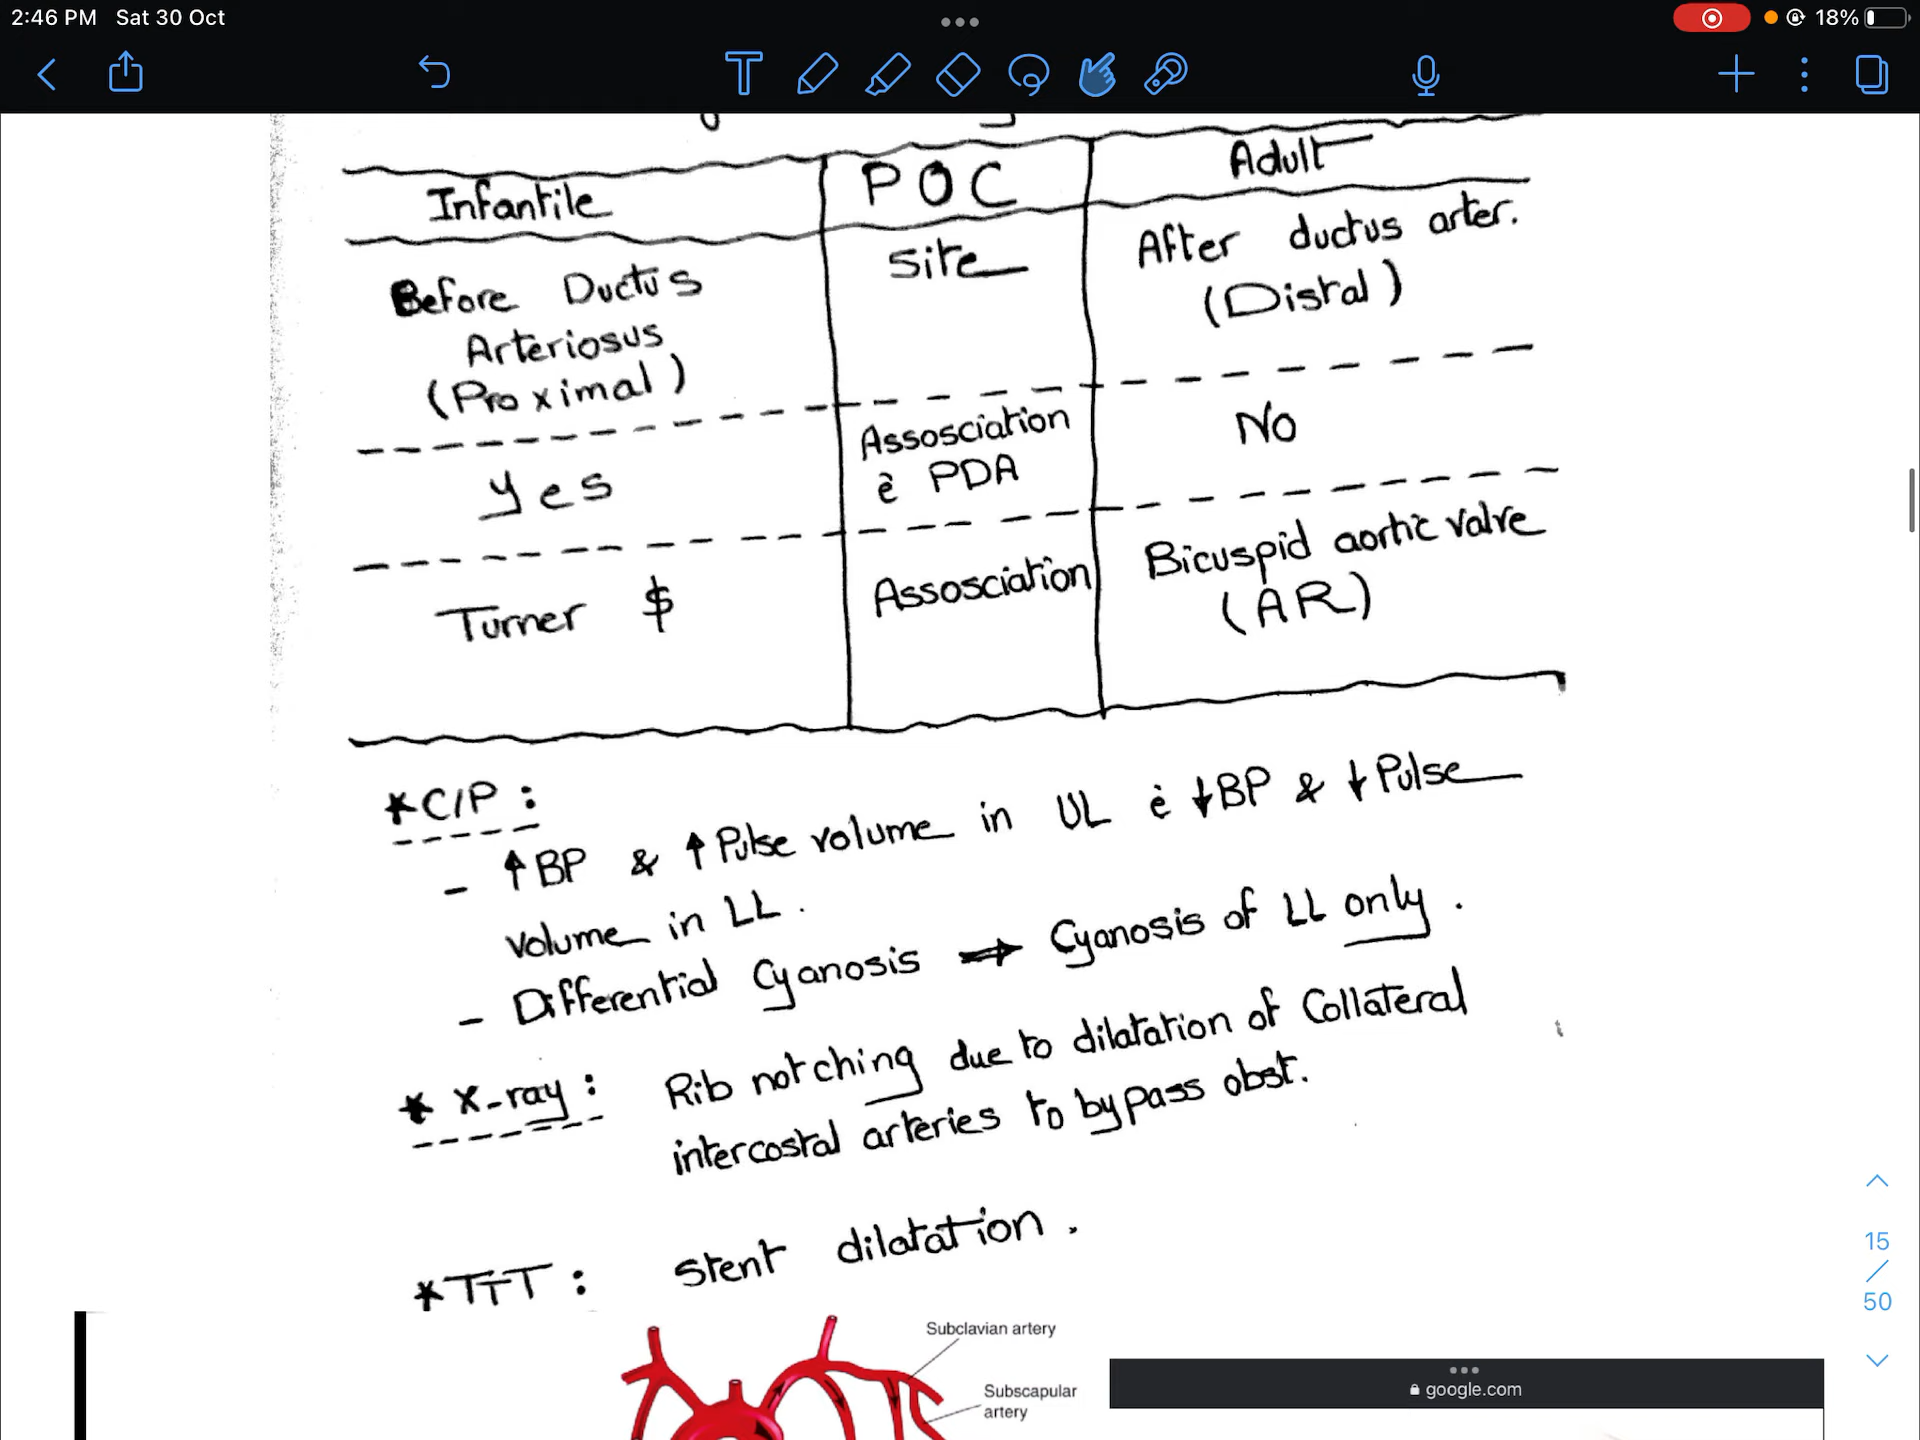 2:46 PM Sat 30 Oct
18%
Infantile POC Adult
Before Ductus Arteriosus (Proximal)
Site
After ductus arter. (Distal)
Yes
Assosciation è PDA
No
Turner $
Assosciation
Bicuspid aortic valve (AR)
*C/P :
- ↑BP & ↑Pulse volume in UL è ↓BP & ↓Pulse
volume in LL.
- Differential Cyanosis ⇒ Cyanosis of LL only.
* X-ray : Rib notching due to dilatation of Collateral
intercostal arteries to bypass obst.
*TTT : Stent dilatation.
Subclavian artery
Subscapular
artery
google.com
15
/
50